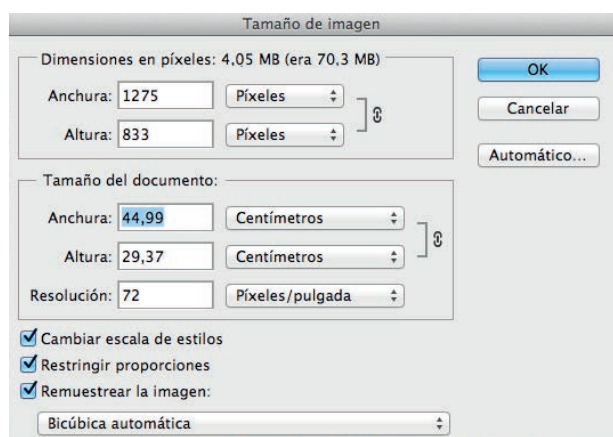 Tamaño de imagen
Dimensiones en píxeles: 4,05 MB (era 70,3 MB)
Anchura: 1275 Píxeles
Altura: 833 Píxeles
OK
Cancelar
Automático...
Tamaño del documento:
Anchura: 44,99 Centímetros
Altura: 29,37 Centímetros
Resolución: 72 Píxeles/pulgada
Cambiar escala de estilos
Restringir proporciones
Remuestrear la imagen:
Bicúbica automática